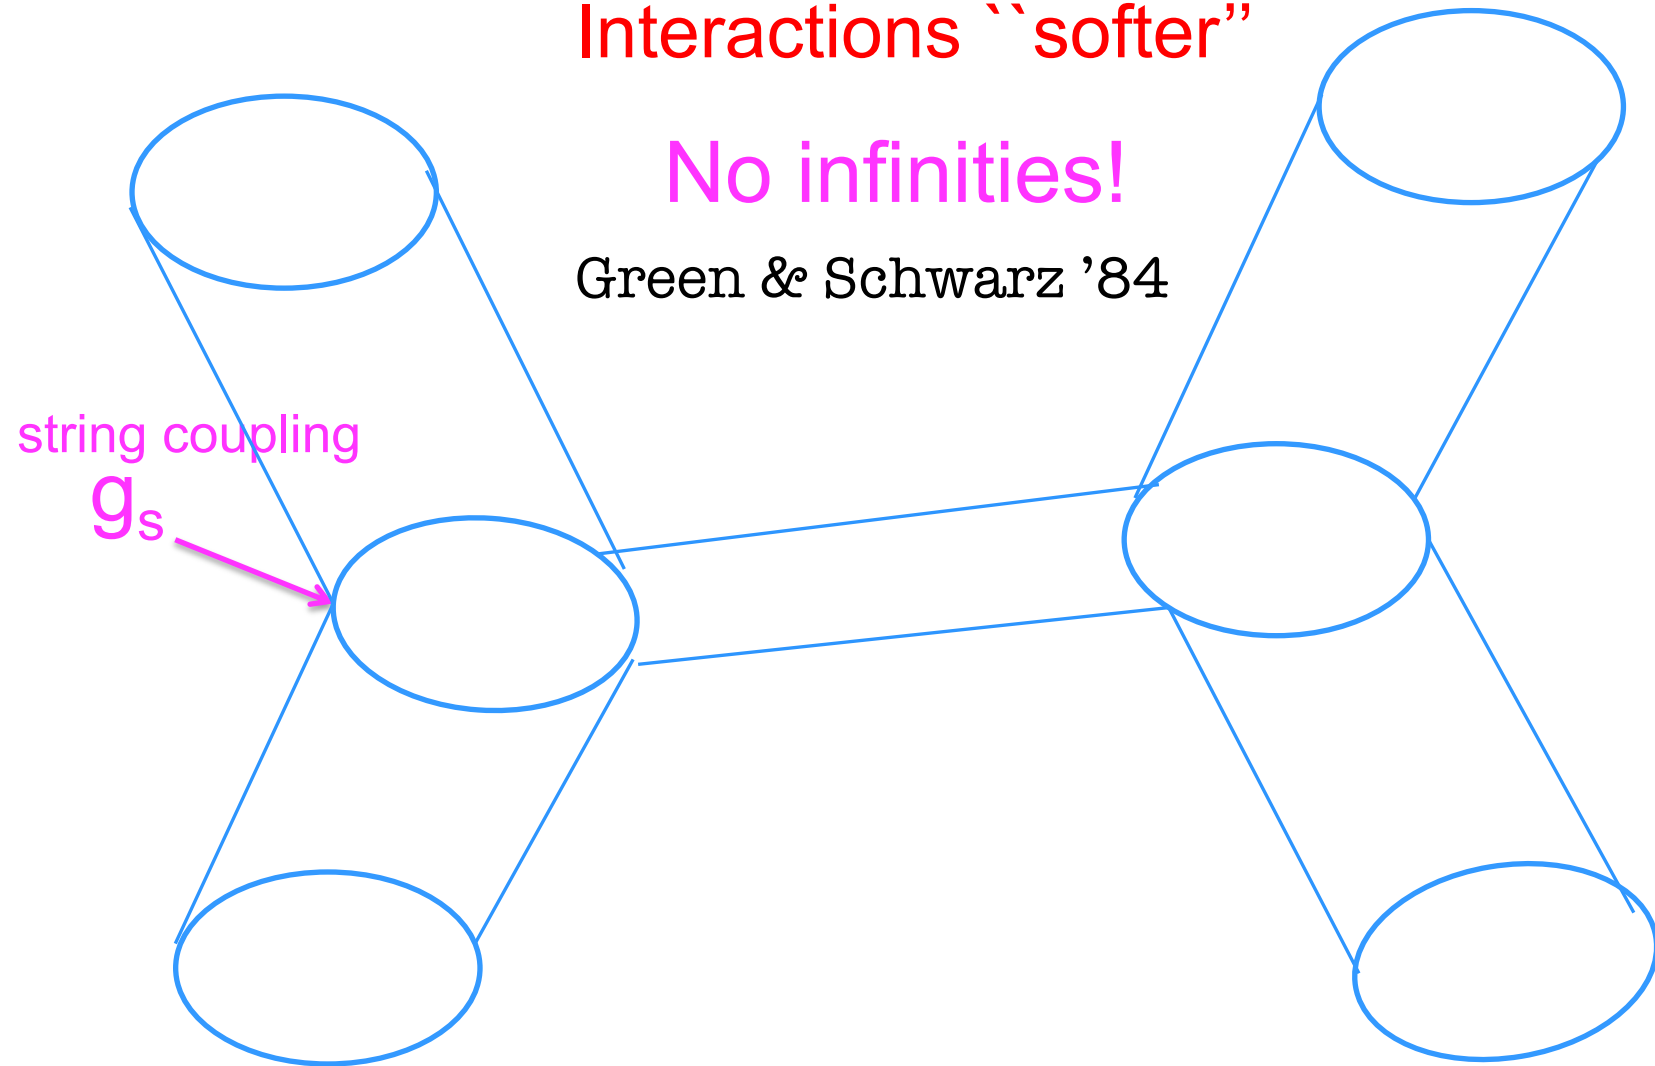 Interactions ``softer’’
No infinities!
Green & Schwarz ’84
string coupling
gs